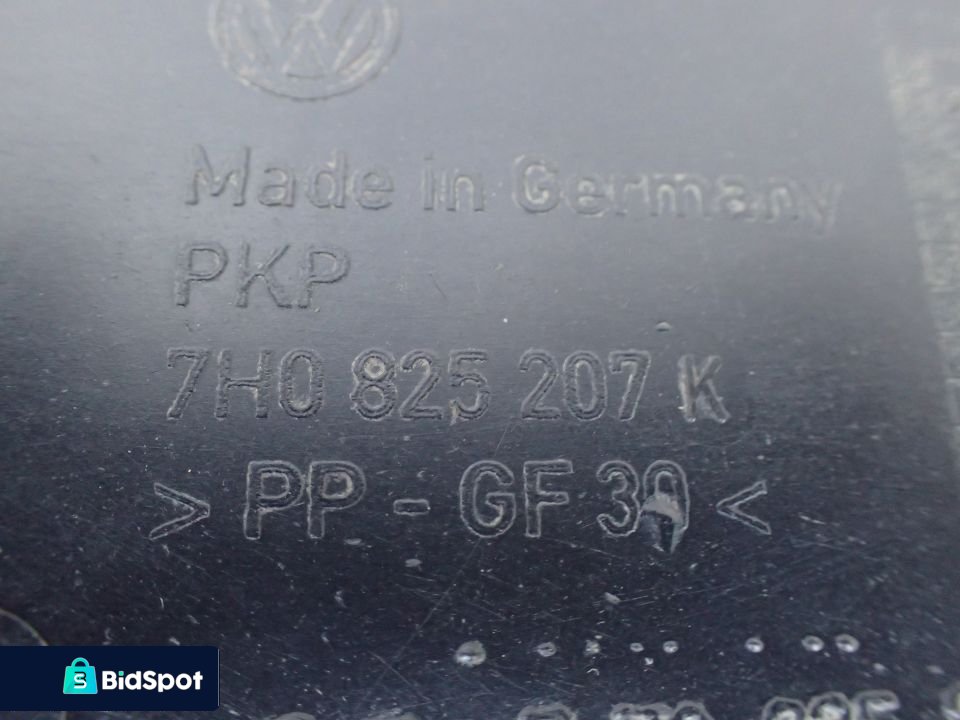 Made in Germany
PKP
7H0 825 207 K
> PP - GF 30 <
BidSpot